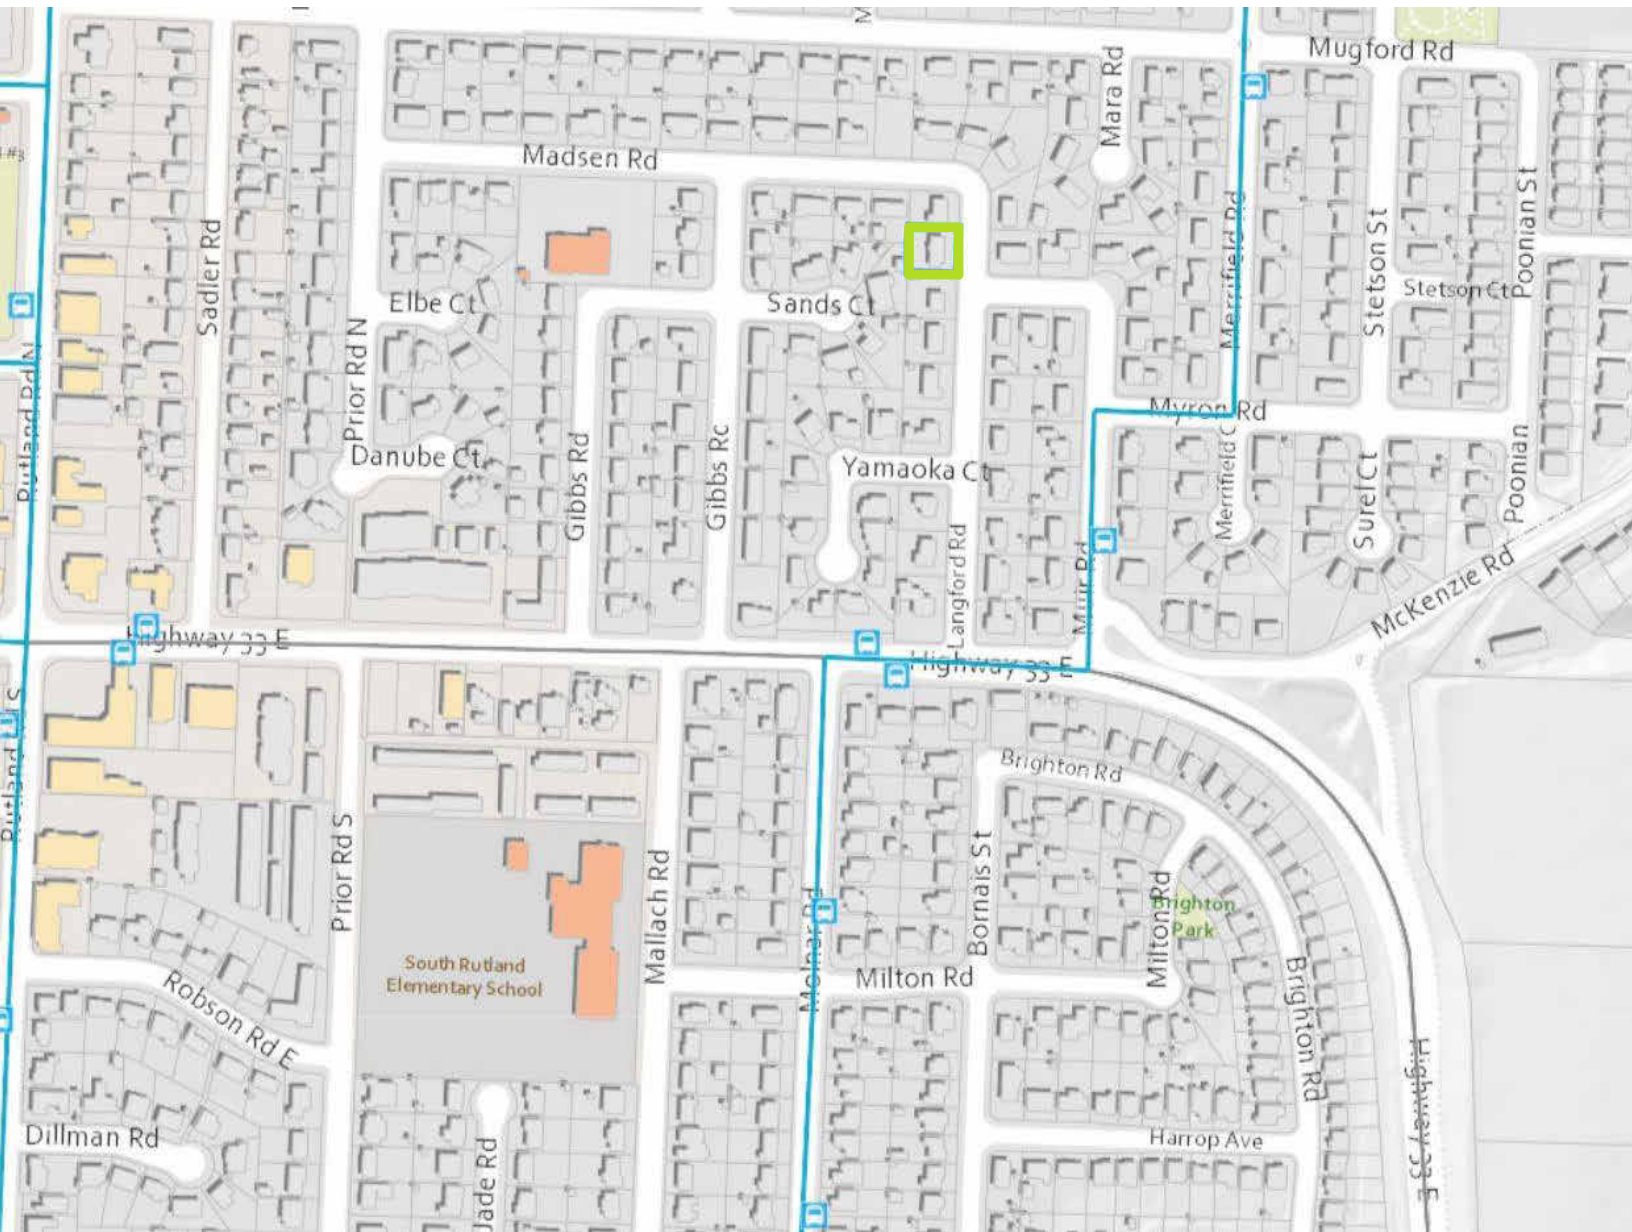 Mugford Rd
Mara Rd
Madsen Rd
Sadler Rd
Merrifield Rd
Stetson St
Poonian St
Elbe Ct
Sands Ct
Stetson Ct
Prior Rd N
Rutland Rd N
Myron Rd
Danube Ct
Gibbs Rd
Gibbs Rc
Yamaoka Ct
Merrifield C
Surel Ct
Poonian
Langford Rd
Muir Rd
McKenzie Rd
Highway 33 E
Highway 33 E
Rutland Rd S
Brighton Rd
Prior Rd S
Mallach Rd
Molnar Rd
Bornais St
Milton Rd
Brighton
Park
South Rutland
Elementary School
Milton Rd
Robson Rd E
Brighton Rd
Highway 33 E
Dillman Rd
Jade Rd
Harrop Ave